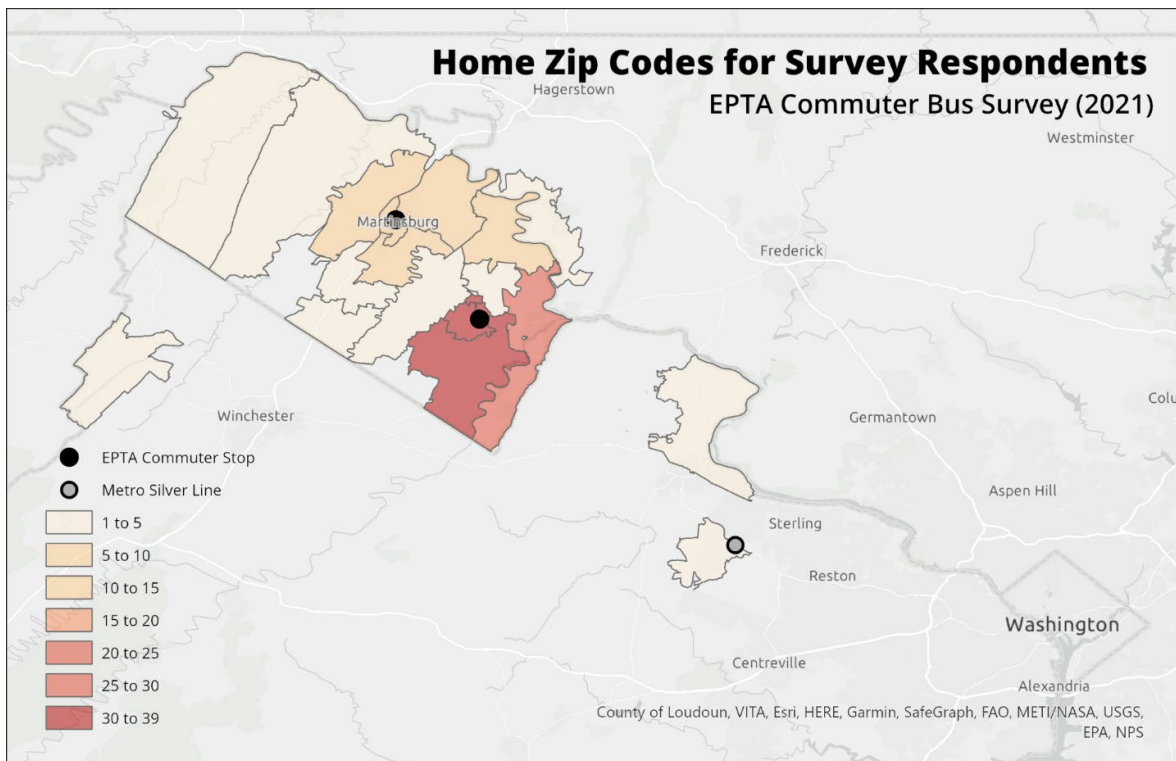 Home Zip Codes for Survey Respondents
Hagerstown
EPTA Commuter Bus Survey (2021)
Westminster
Martinsburg
Frederick
Winchester
Germantown
Colu
EPTA Commuter Stop
Metro Silver Line
Aspen Hill
1 to 5
Sterling
5 to 10
Reston
10 to 15
15 to 20
Washington
20 to 25
Centreville
25 to 30
Alexandria
30 to 39
County of Loudoun, VITA, Esri, HERE, Garmin, SafeGraph, FAO, METI/NASA, USGS,
EPA, NPS